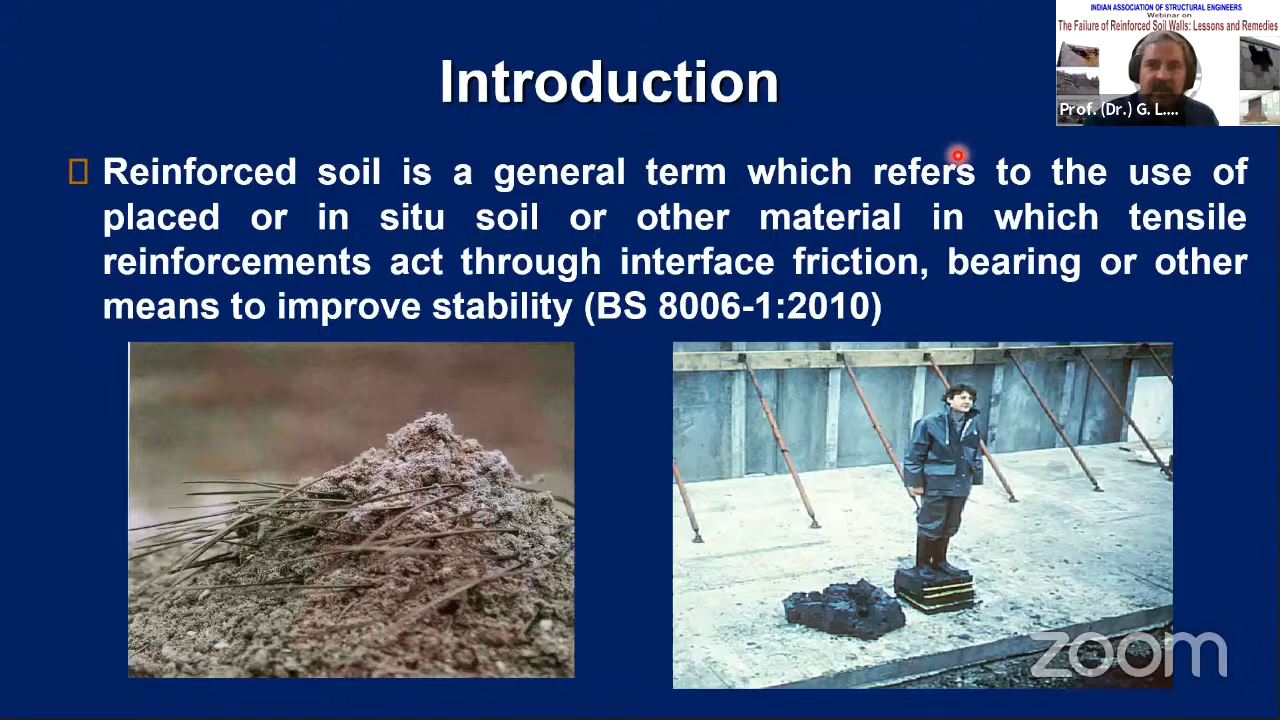 INDIAN ASSOCIATION OF STRUCTURAL ENGINEERS
Webinar on
The Failure of Reinforced Soil Walls: Lessons and Remedies
Prof. (Dr.) G. L....
Introduction
Reinforced soil is a general term which refers to the use of
placed or in situ soil or other material in which tensile
reinforcements act through interface friction, bearing or other
means to improve stability (BS 8006-1:2010)
zoom